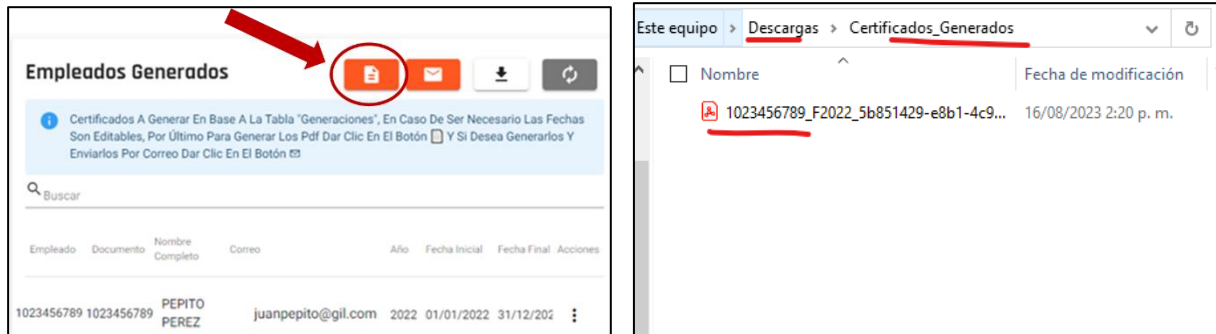 Empleados Generados
Certificados A Generar En Base A La Tabla "Generaciones", En Caso De Ser Necesario Las Fechas
Son Editables, Por Último Para Generar Los Pdf Dar Clic En El Botón Y Si Desea Generarlos Y
Enviarlos Por Correo Dar Clic En El Botón ✉
Buscar
Empleado Documento Nombre Completo Correo Año Fecha Inicial Fecha Final Acciones
1023456789 1023456789 PEPITO PEREZ juanpepito@gil.com 2022 01/01/2022 31/12/202
Este equipo > Descargas > Certificados_Generados
Nombre Fecha de modificación
1023456789_F2022_5b851429-e8b1-4c9... 16/08/2023 2:20 p. m.